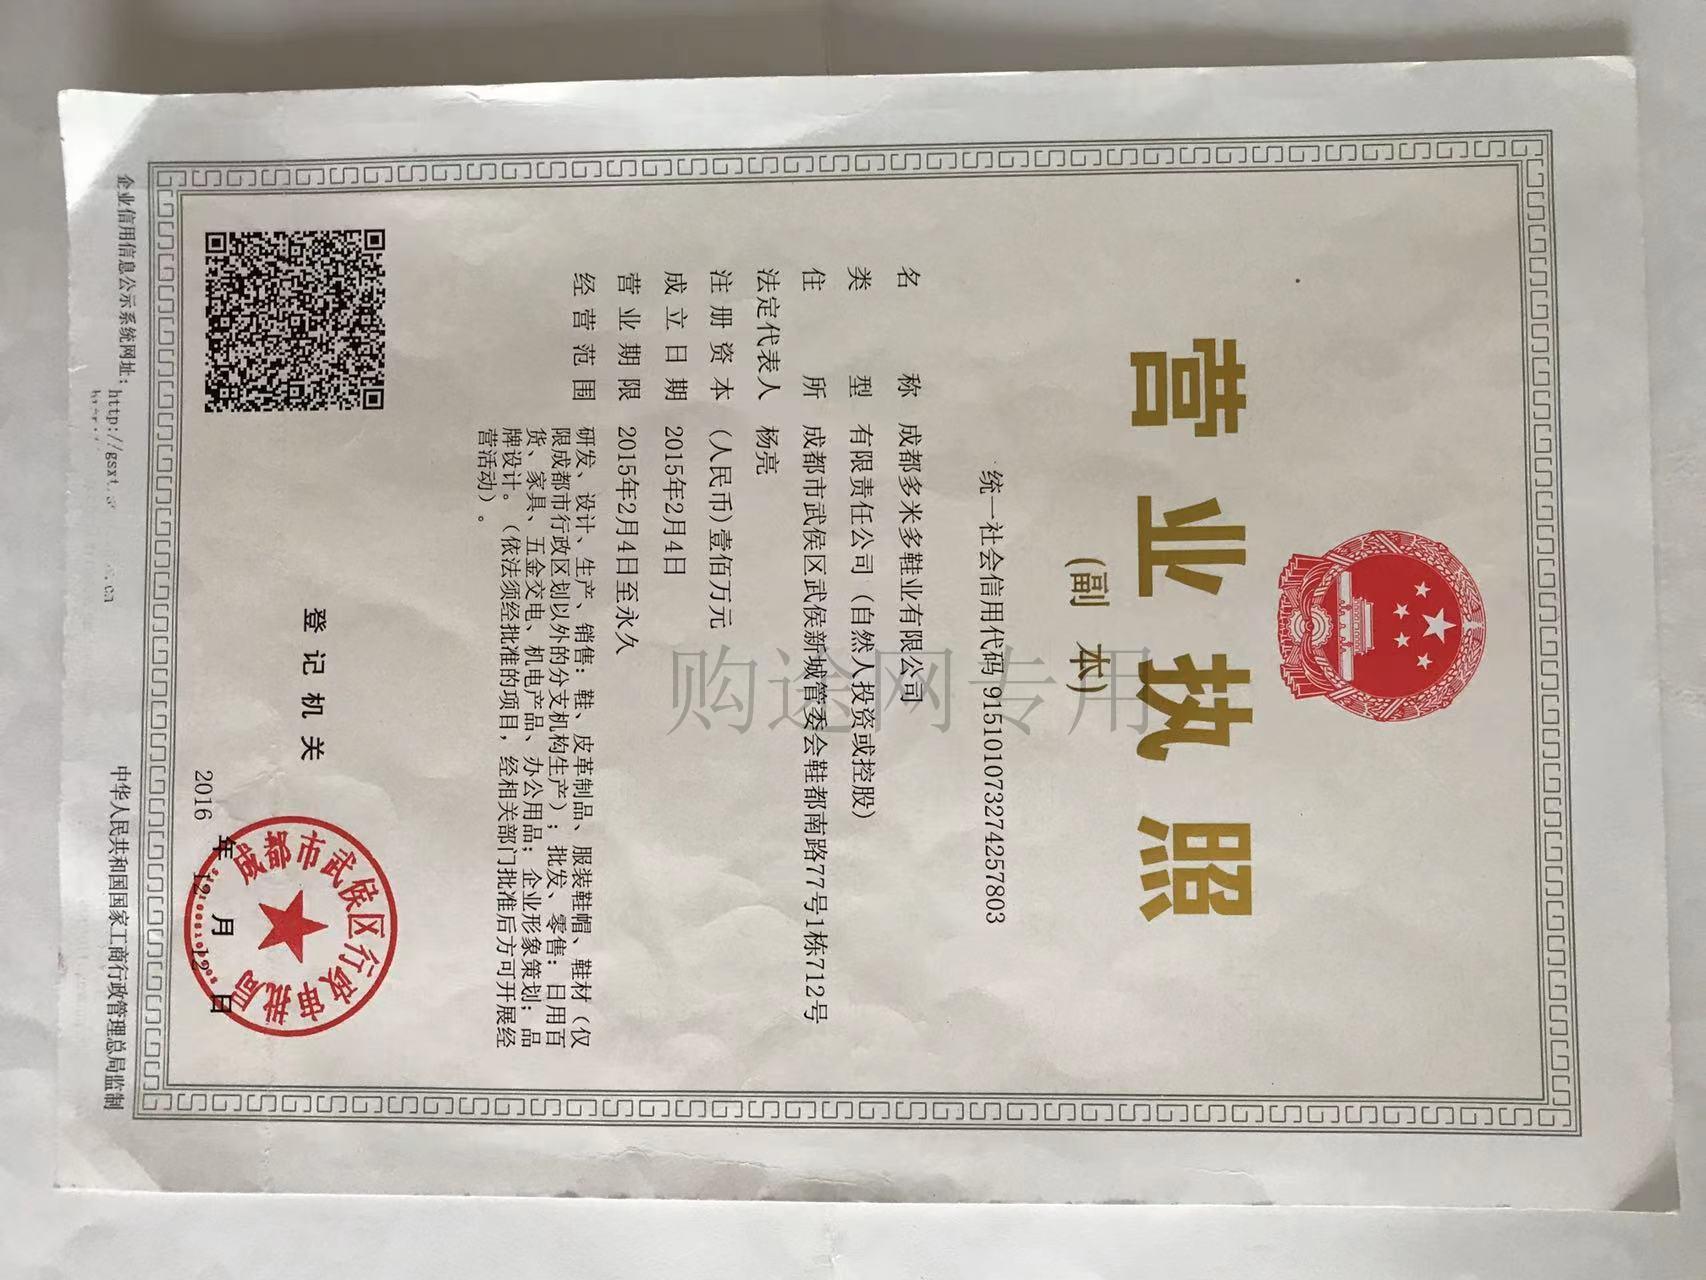 营业执照
(副 本)
统一社会信用代码 915101073274257803
名 称 成都多米多鞋业有限公司
类 型 有限责任公司（自然人投资或控股）
住 所 成都市武侯区武侯新城管委会鞋都南路77号1栋712号
法定代表人 杨亮
注册资本 (人民币)壹佰万元
成立日期 2015年2月4日
营业期限 2015年2月4日至永久
经营范围 研发、设计、生产、销售：鞋、皮革制品、服装鞋帽、鞋材（仅
限成都市行政区划以外的分支机构生产）；批发、零售：日用百
货、家具、五金交电、机电产品、办公用品；企业形象策划；品
牌设计。（依法须经批准的项目，经相关部门批准后方可开展经
营活动）。
登记机关
成都市武侯区行政审批局
2016年12月12日
企业信用信息公示系统网址：http://gsxt.
中华人民共和国国家工商行政管理总局监制
购途网专用